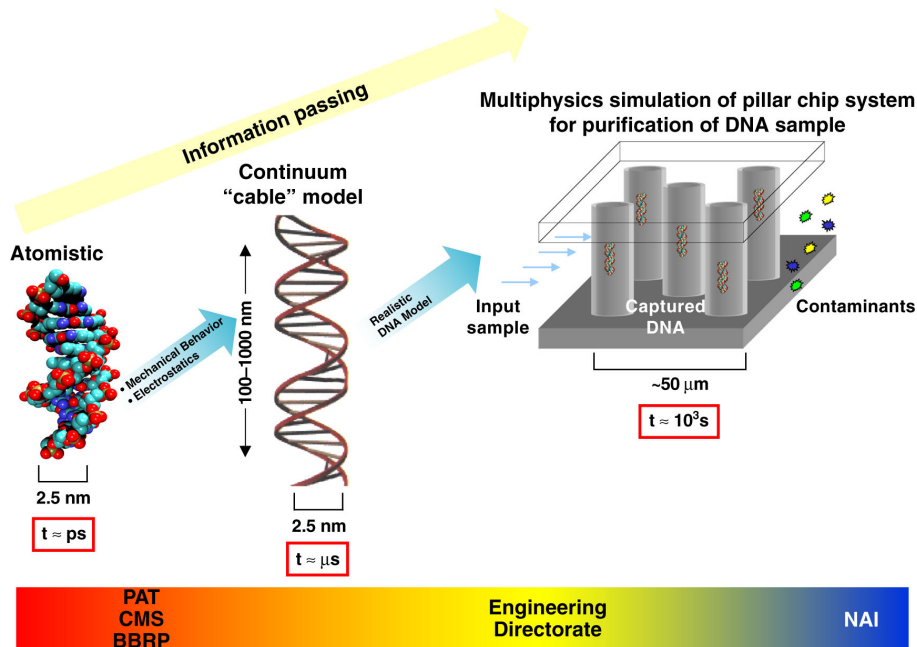 Information passing
Multiphysics simulation of pillar chip system
for purification of DNA sample
Continuum
“cable” model
Atomistic
• Mechanical Behavior
• Electrostatics
100–1000 nm
Realistic
DNA Model
Input
sample
Captured
DNA
Contaminants
2.5 nm
t ≈ ps
2.5 nm
t ≈ μs
~50 μm
t ≈ 10³s
PAT
CMS
BBRP
Engineering
Directorate
NAI